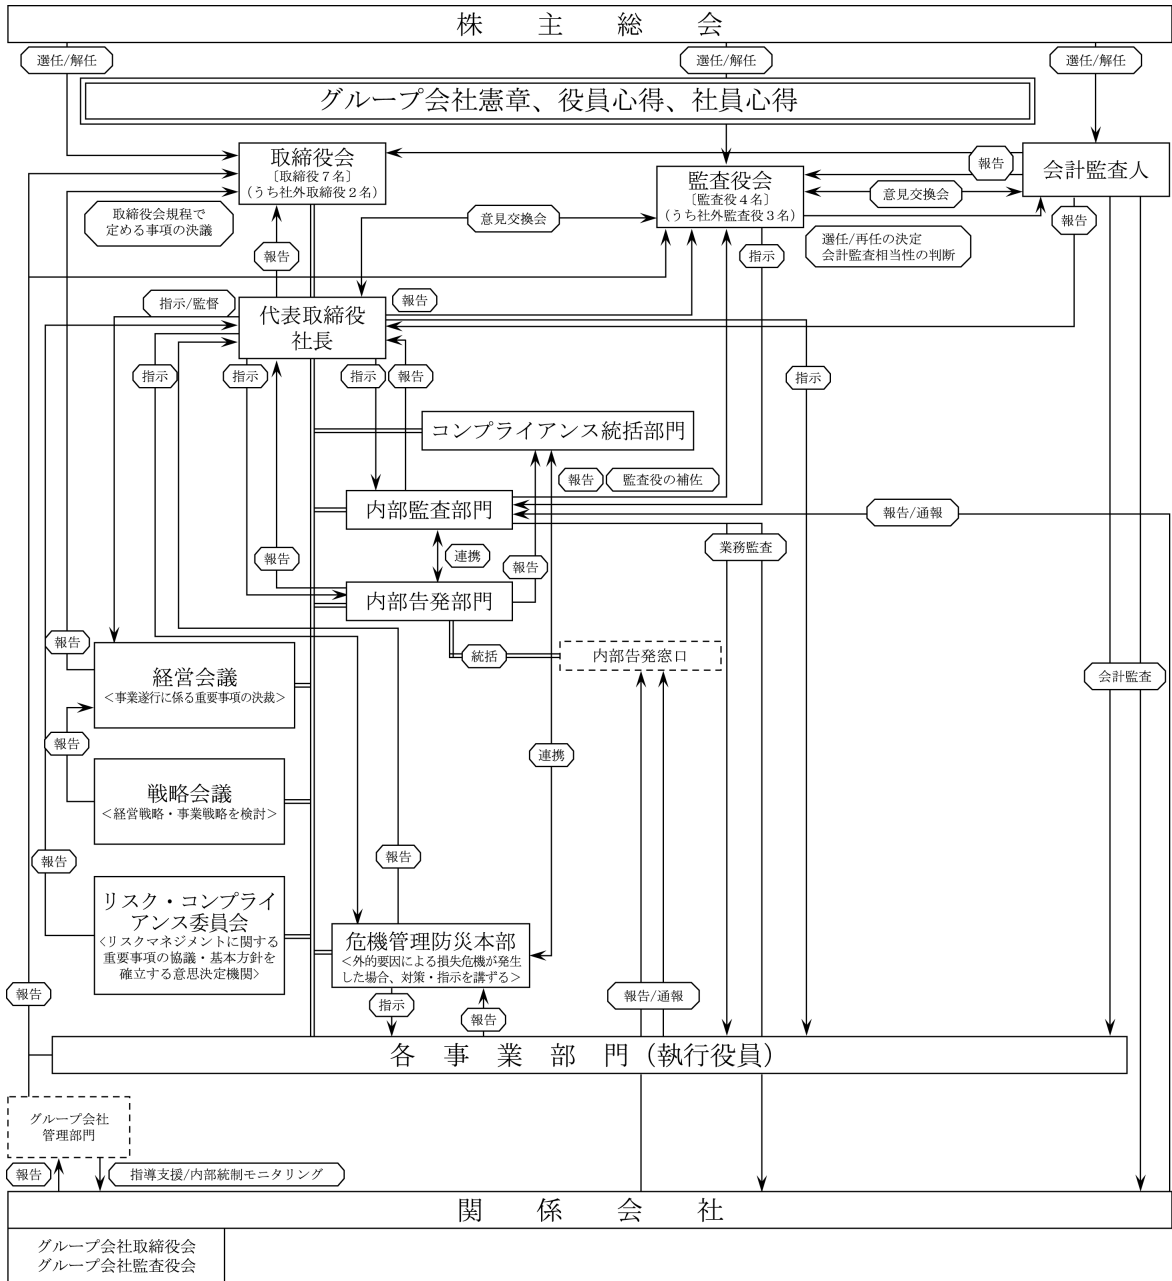 株主総会
選任/解任
選任/解任
選任/解任
グループ会社憲章、役員心得、社員心得
取締役会
〔取締役7名〕
(うち社外取締役2名)
監査役会
〔監査役4名〕
(うち社外監査役3名)
会計監査人
報告
意見交換会
報告
取締役会規程で
定める事項の決議
意見交換会
選任/再任の決定
会計監査相当性の判断
報告
指示
指示/監督
報告
代表取締役
社長
指示
指示
指示
報告
指示
コンプライアンス統括部門
報告
監査役の補佐
内部監査部門
報告/通報
業務監査
報告
連携
報告
内部告発部門
報告
統括
内部告発窓口
経営会議
<事業遂行に係る重要事項の決裁>
会計監査
報告
連携
戦略会議
<経営戦略・事業戦略を検討>
報告
報告
リスク・コンプライ
アンス委員会
<リスクマネジメントに関する
重要事項の協議・基本方針を
確立する意思決定機関>
危機管理防災本部
<外的要因による損失危機が発生
した場合、対策・指示を講ずる>
報告
指示
報告
報告/通報
各事業部門(執行役員)
グループ会社
管理部門
報告
指導支援/内部統制モニタリング
関係会社
グループ会社取締役会
グループ会社監査役会